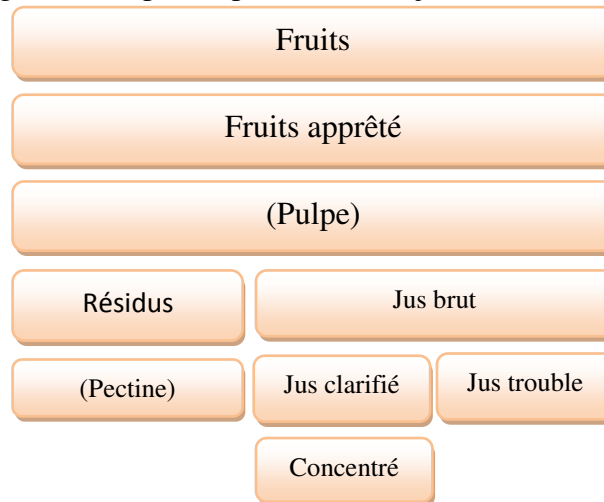 Fruits
Fruits apprêté
(Pulpe)
Résidus
Jus brut
(Pectine)
Jus clarifié
Jus trouble
Concentré